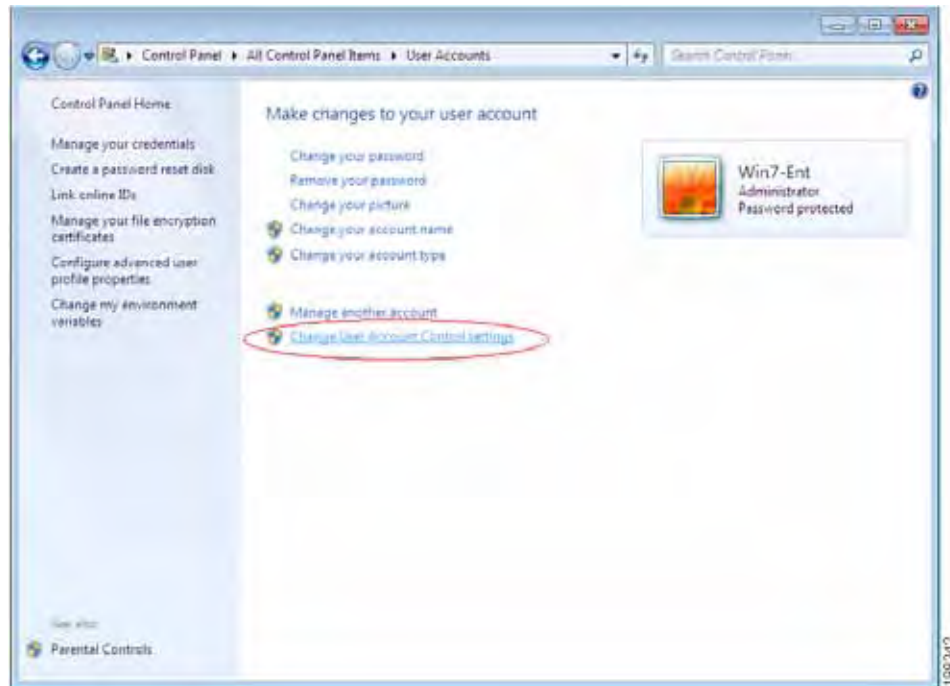 Control Panel ▸ All Control Panel Items ▸ User Accounts
Search Control Panel
Control Panel Home
Manage your credentials
Create a password reset disk
Link online IDs
Manage your file encryption
certificates
Configure advanced user
profile properties
Change my environment
variables
Make changes to your user account
Change your password
Remove your password
Change your picture
Change your account name
Change your account type
Manage another account
Change User Account Control settings
Win7-Ent
Administrator
Password protected
See also
Parental Controls